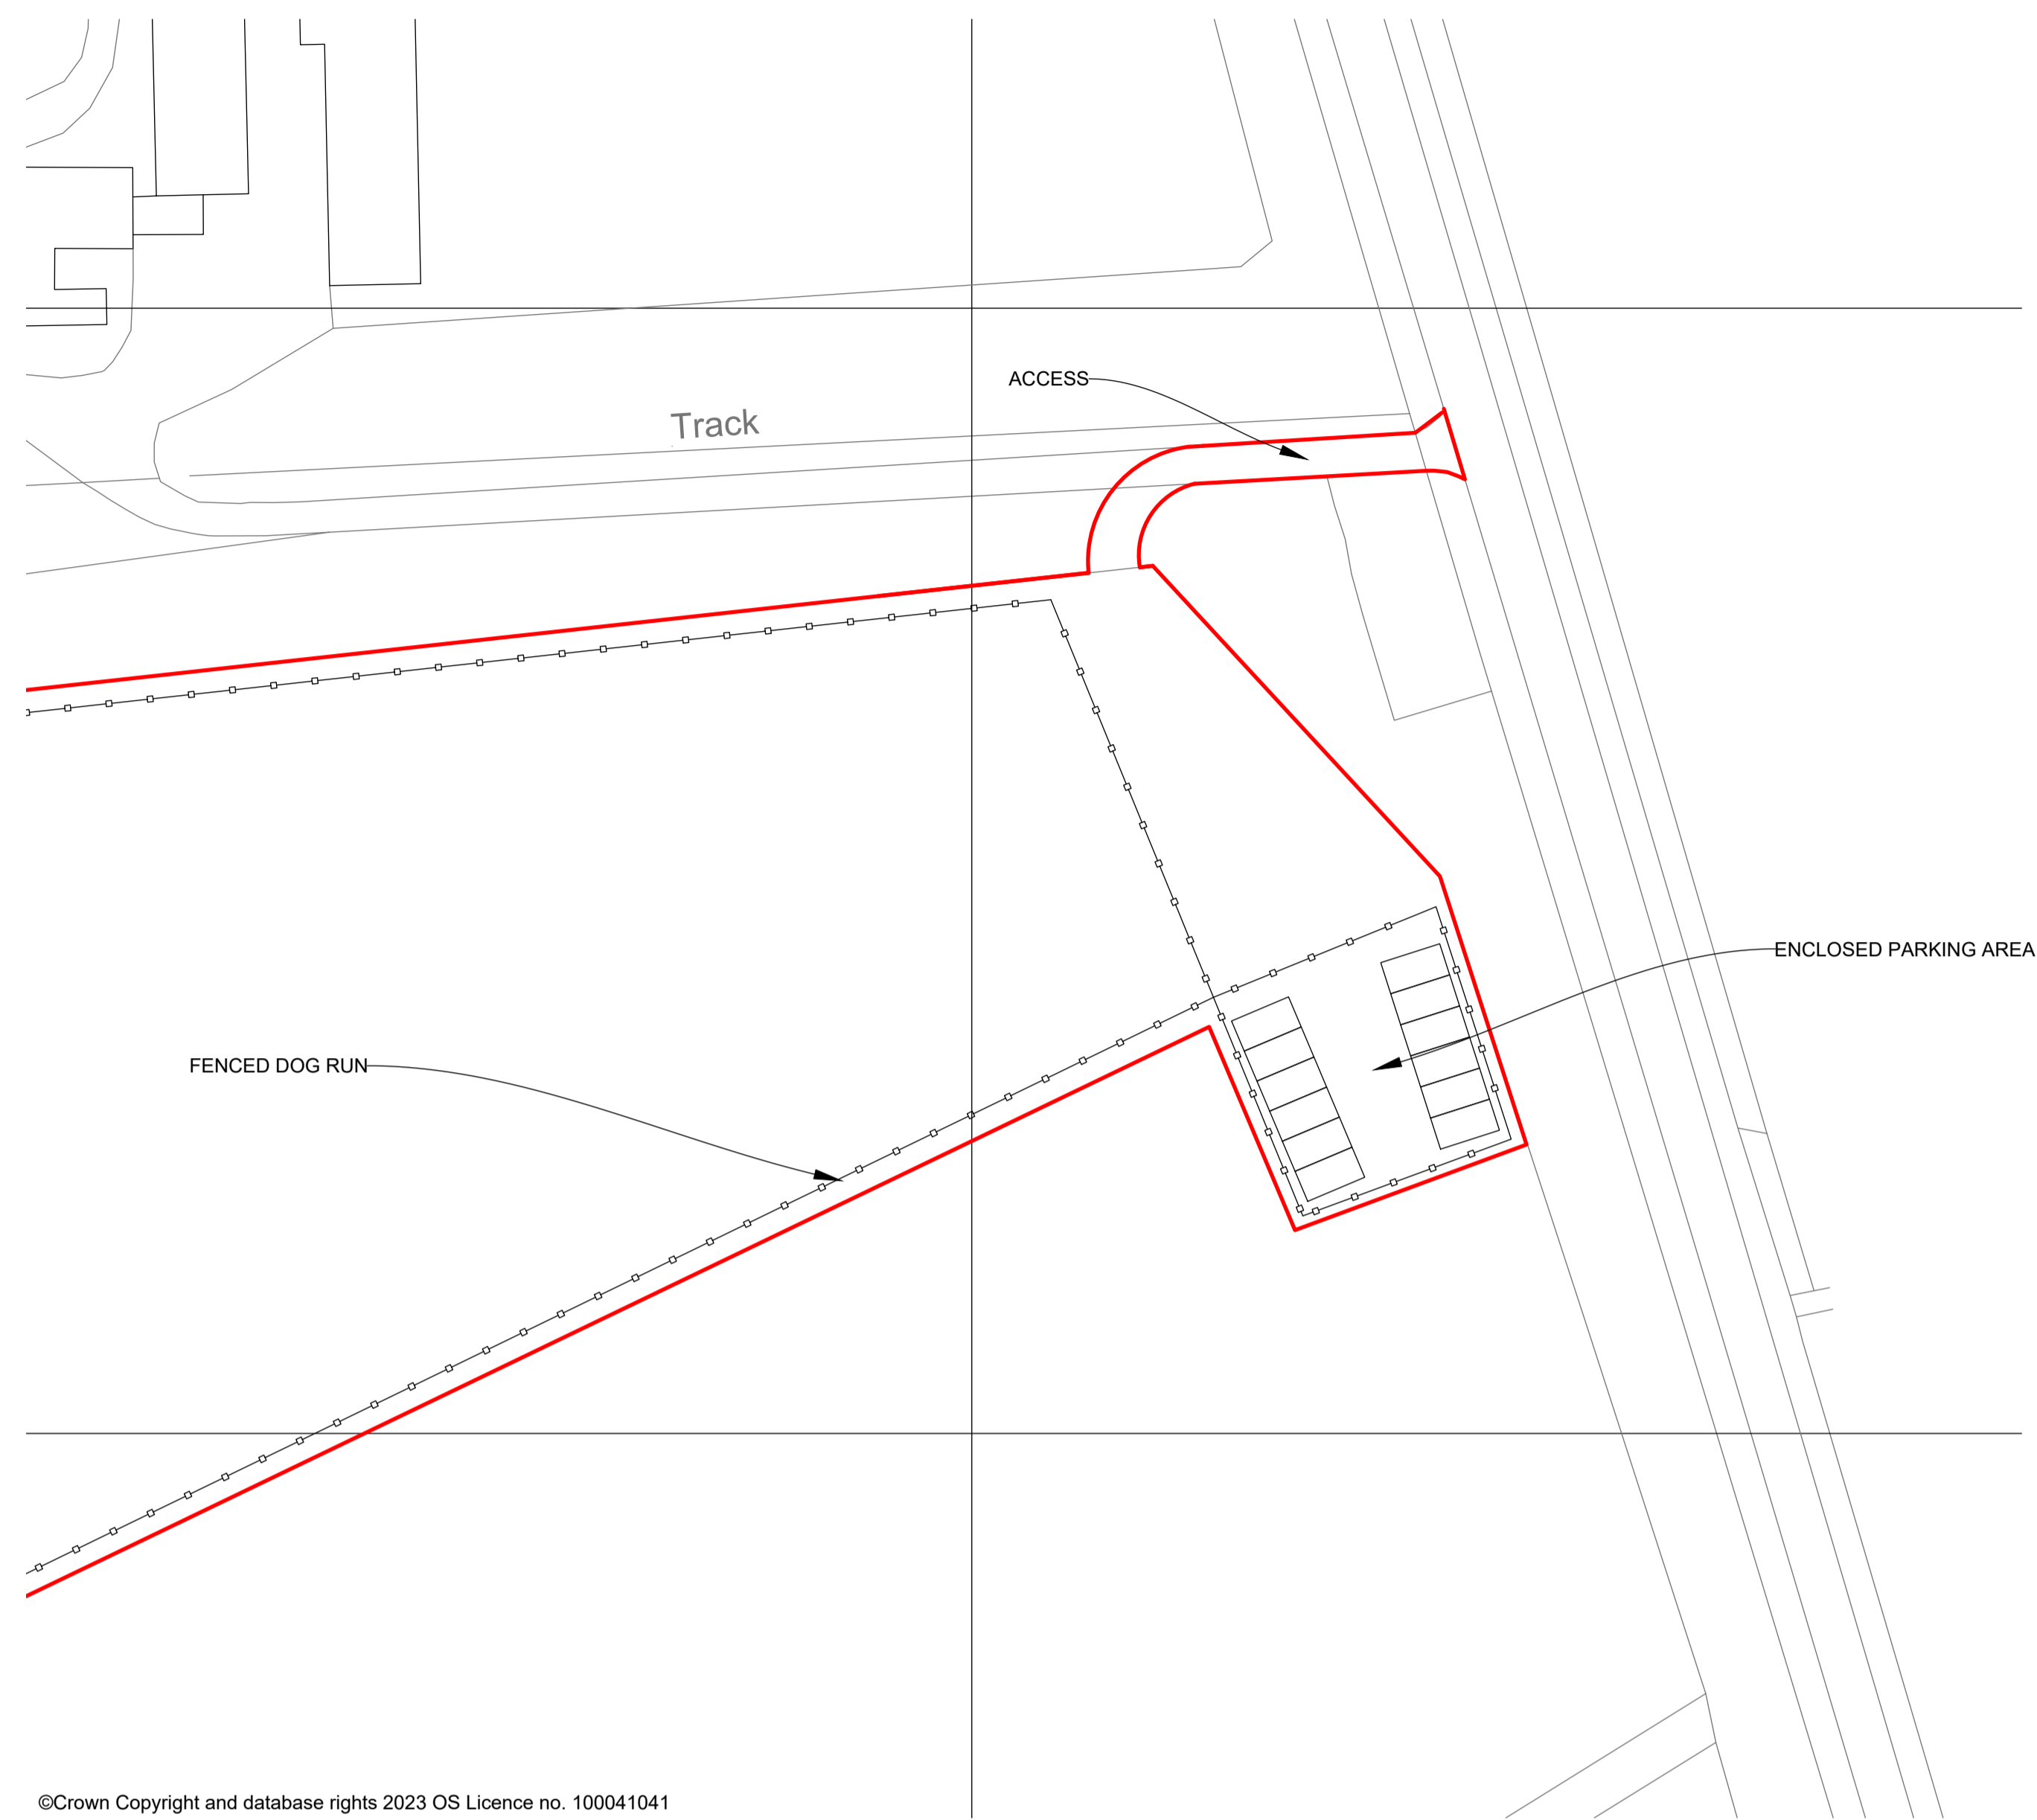 ACCESS
Track
ENCLOSED PARKING AREA
FENCED DOG RUN
©Crown Copyright and database rights 2023 OS Licence no. 100041041